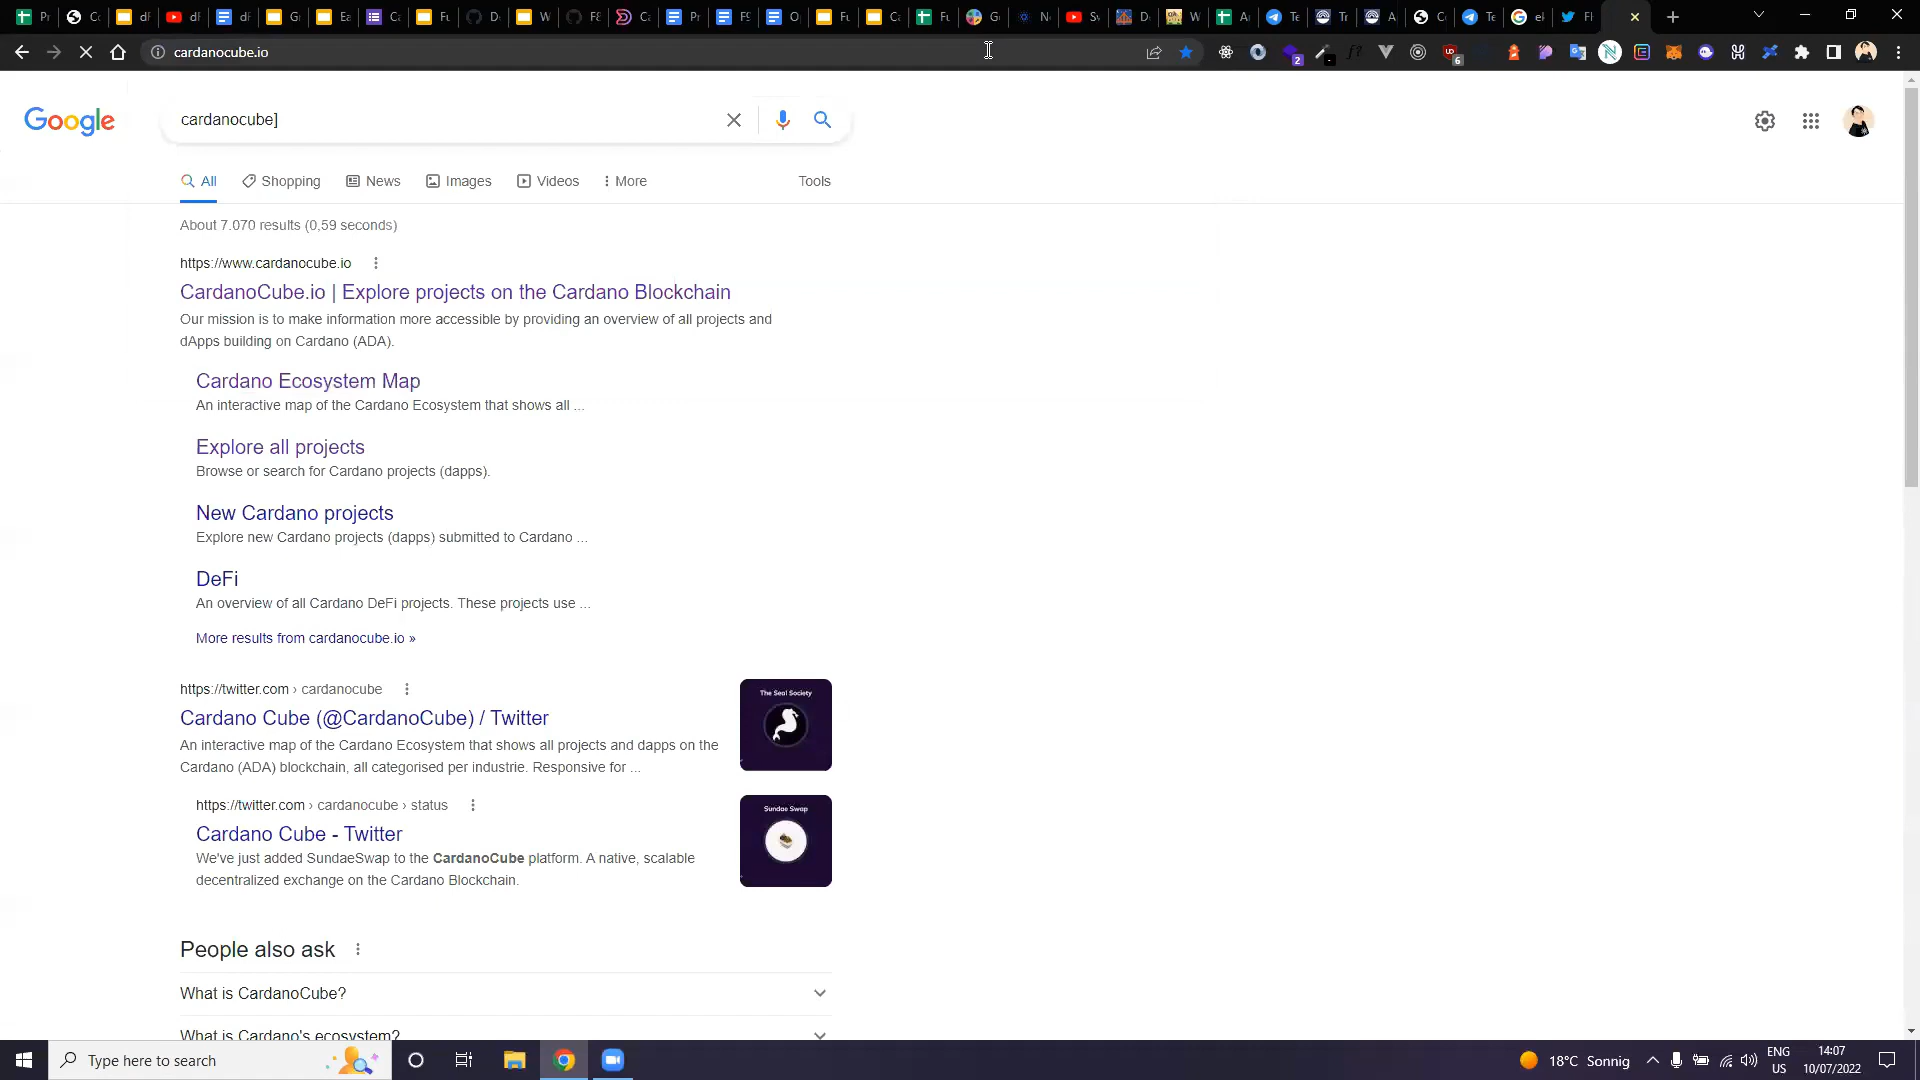 cardanocube.io
Google
cardanocube]
All
Shopping
News
Images
Videos
More
Tools
About 7.070 results (0,59 seconds)
https://www.cardanocube.io
CardanoCube.io | Explore projects on the Cardano Blockchain
Our mission is to make information more accessible by providing an overview of all projects and
dApps building on Cardano (ADA).
Cardano Ecosystem Map
An interactive map of the Cardano Ecosystem that shows all ...
Explore all projects
Browse or search for Cardano projects (dapps).
New Cardano projects
Explore new Cardano projects (dapps) submitted to Cardano ...
DeFi
An overview of all Cardano DeFi projects. These projects use ...
More results from cardanocube.io »
https://twitter.com › cardanocube
Cardano Cube (@CardanoCube) / Twitter
An interactive map of the Cardano Ecosystem that shows all projects and dapps on the
Cardano (ADA) blockchain, all categorised per industrie. Responsive for ...
The Seal Society
https://twitter.com › cardanocube › status
Cardano Cube - Twitter
We've just added SundaeSwap to the CardanoCube platform. A native, scalable
decentralized exchange on the Cardano Blockchain.
Sundae Swap
People also ask
What is CardanoCube?
What is Cardano's ecosystem?
Type here to search
18°C Sonnig
ENG
US
14:07
10/07/2022